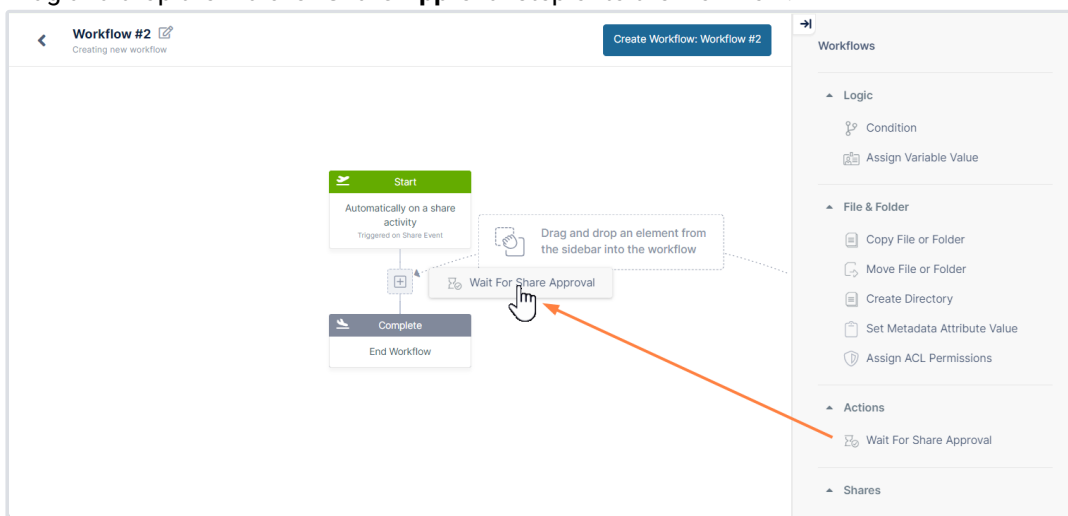 Workflow #2
Creating new workflow
Create Workflow: Workflow #2
Workflows
Logic
Condition
Assign Variable Value
File & Folder
Copy File or Folder
Move File or Folder
Create Directory
Set Metadata Attribute Value
Assign ACL Permissions
Actions
Wait For Share Approval
Shares
Start
Automatically on a share
activity
Triggered on Share Event
Drag and drop an element from
the sidebar into the workflow
Wait For Share Approval
Complete
End Workflow